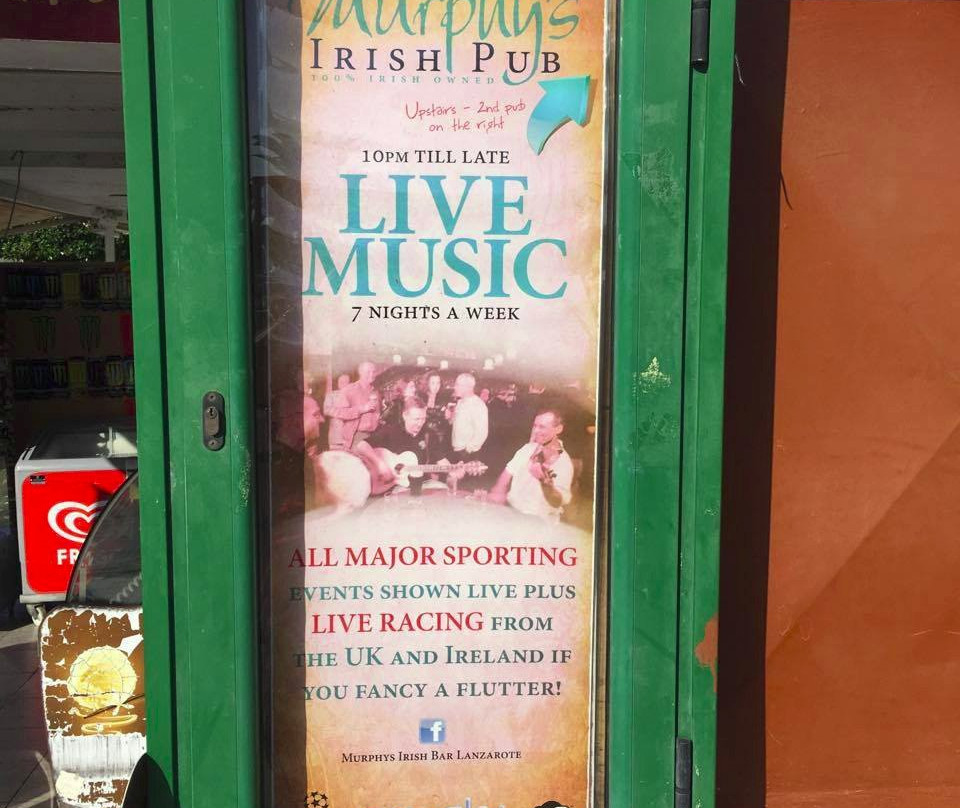 Murphy's
IRISH PUB
100% IRISH OWNED
Upstairs - 2nd pub
on the right
10PM TILL LATE
LIVE
MUSIC
7 NIGHTS A WEEK
ALL MAJOR SPORTING
EVENTS SHOWN LIVE PLUS
LIVE RACING FROM
THE UK AND IRELAND IF
YOU FANCY A FLUTTER!
f
MURPHYS IRISH BAR LANZAROTE